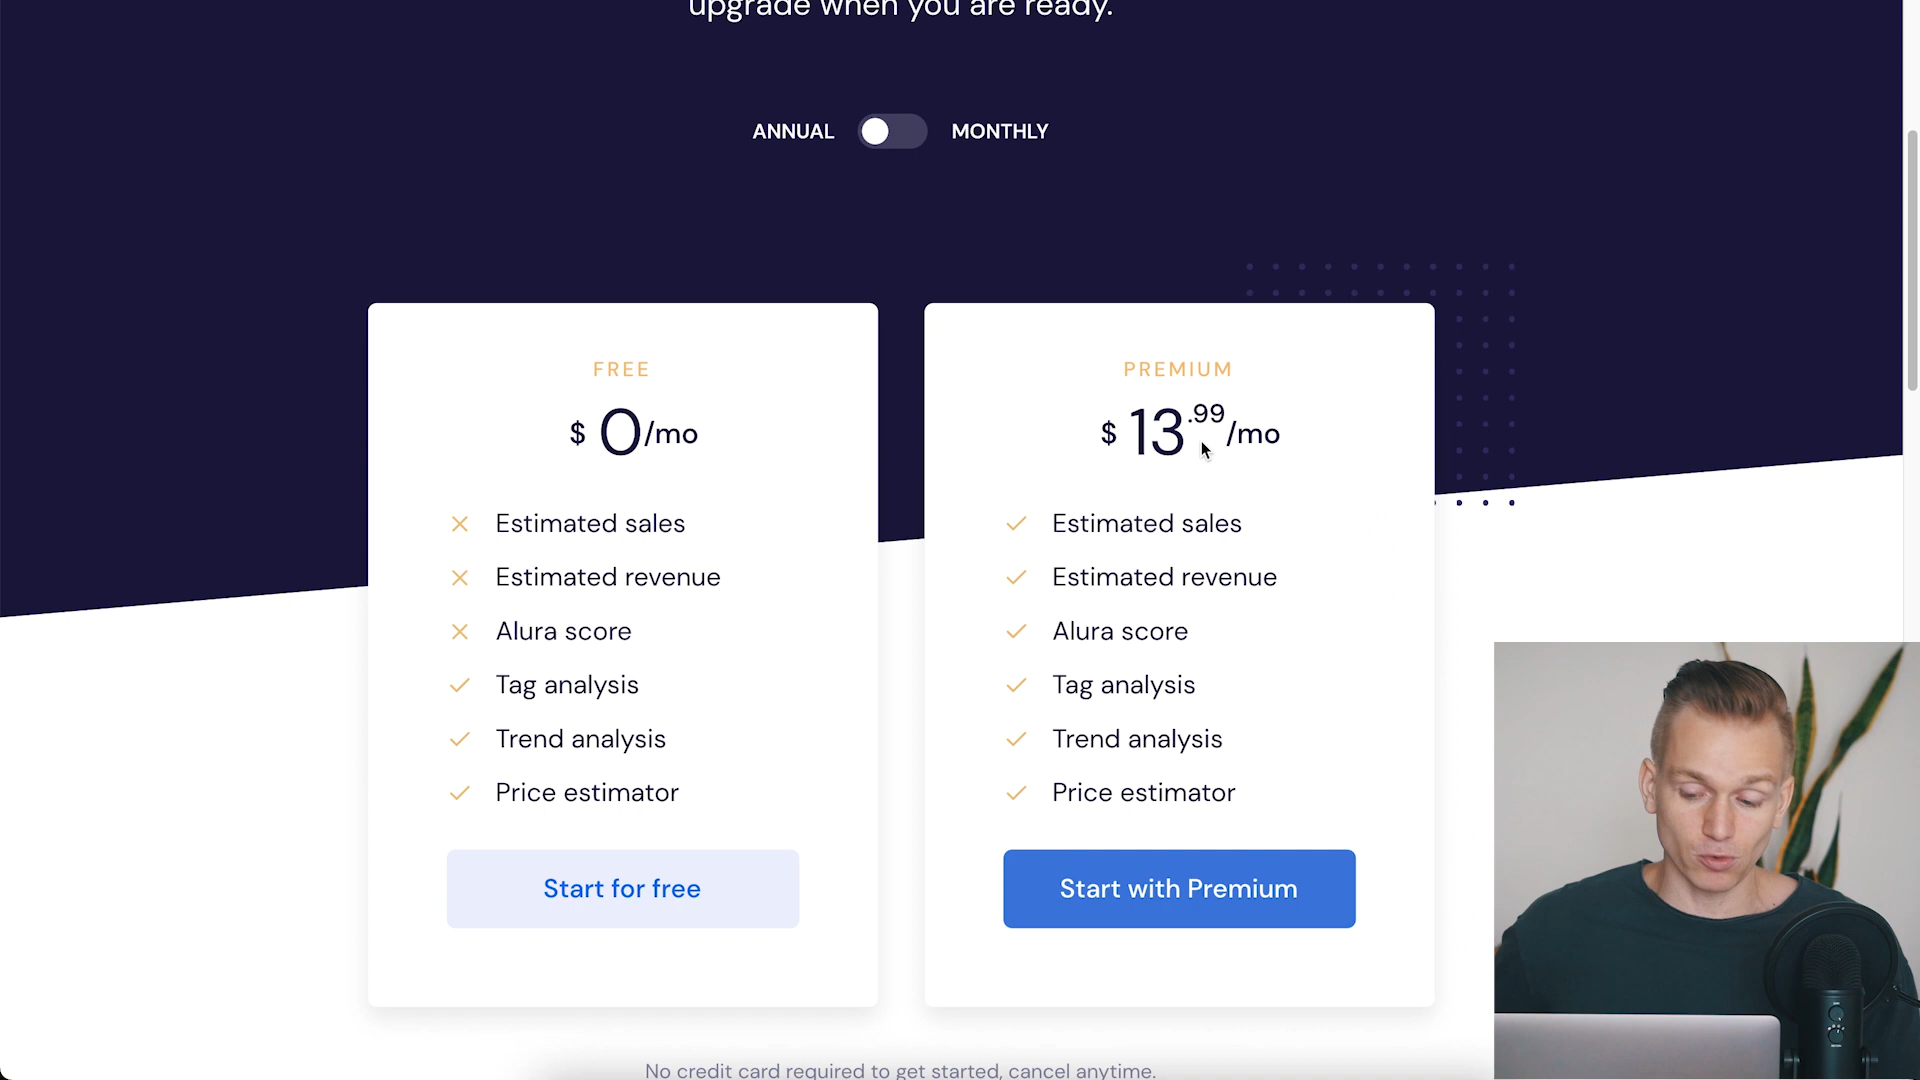 upgrade when you are ready.
ANNUAL MONTHLY
FREE
$ 0/mo
Estimated sales
Estimated revenue
Alura score
Tag analysis
Trend analysis
Price estimator
Start for free
PREMIUM
$ 13.99/mo
Estimated sales
Estimated revenue
Alura score
Tag analysis
Trend analysis
Price estimator
Start with Premium
No credit card required to get started, cancel anytime.